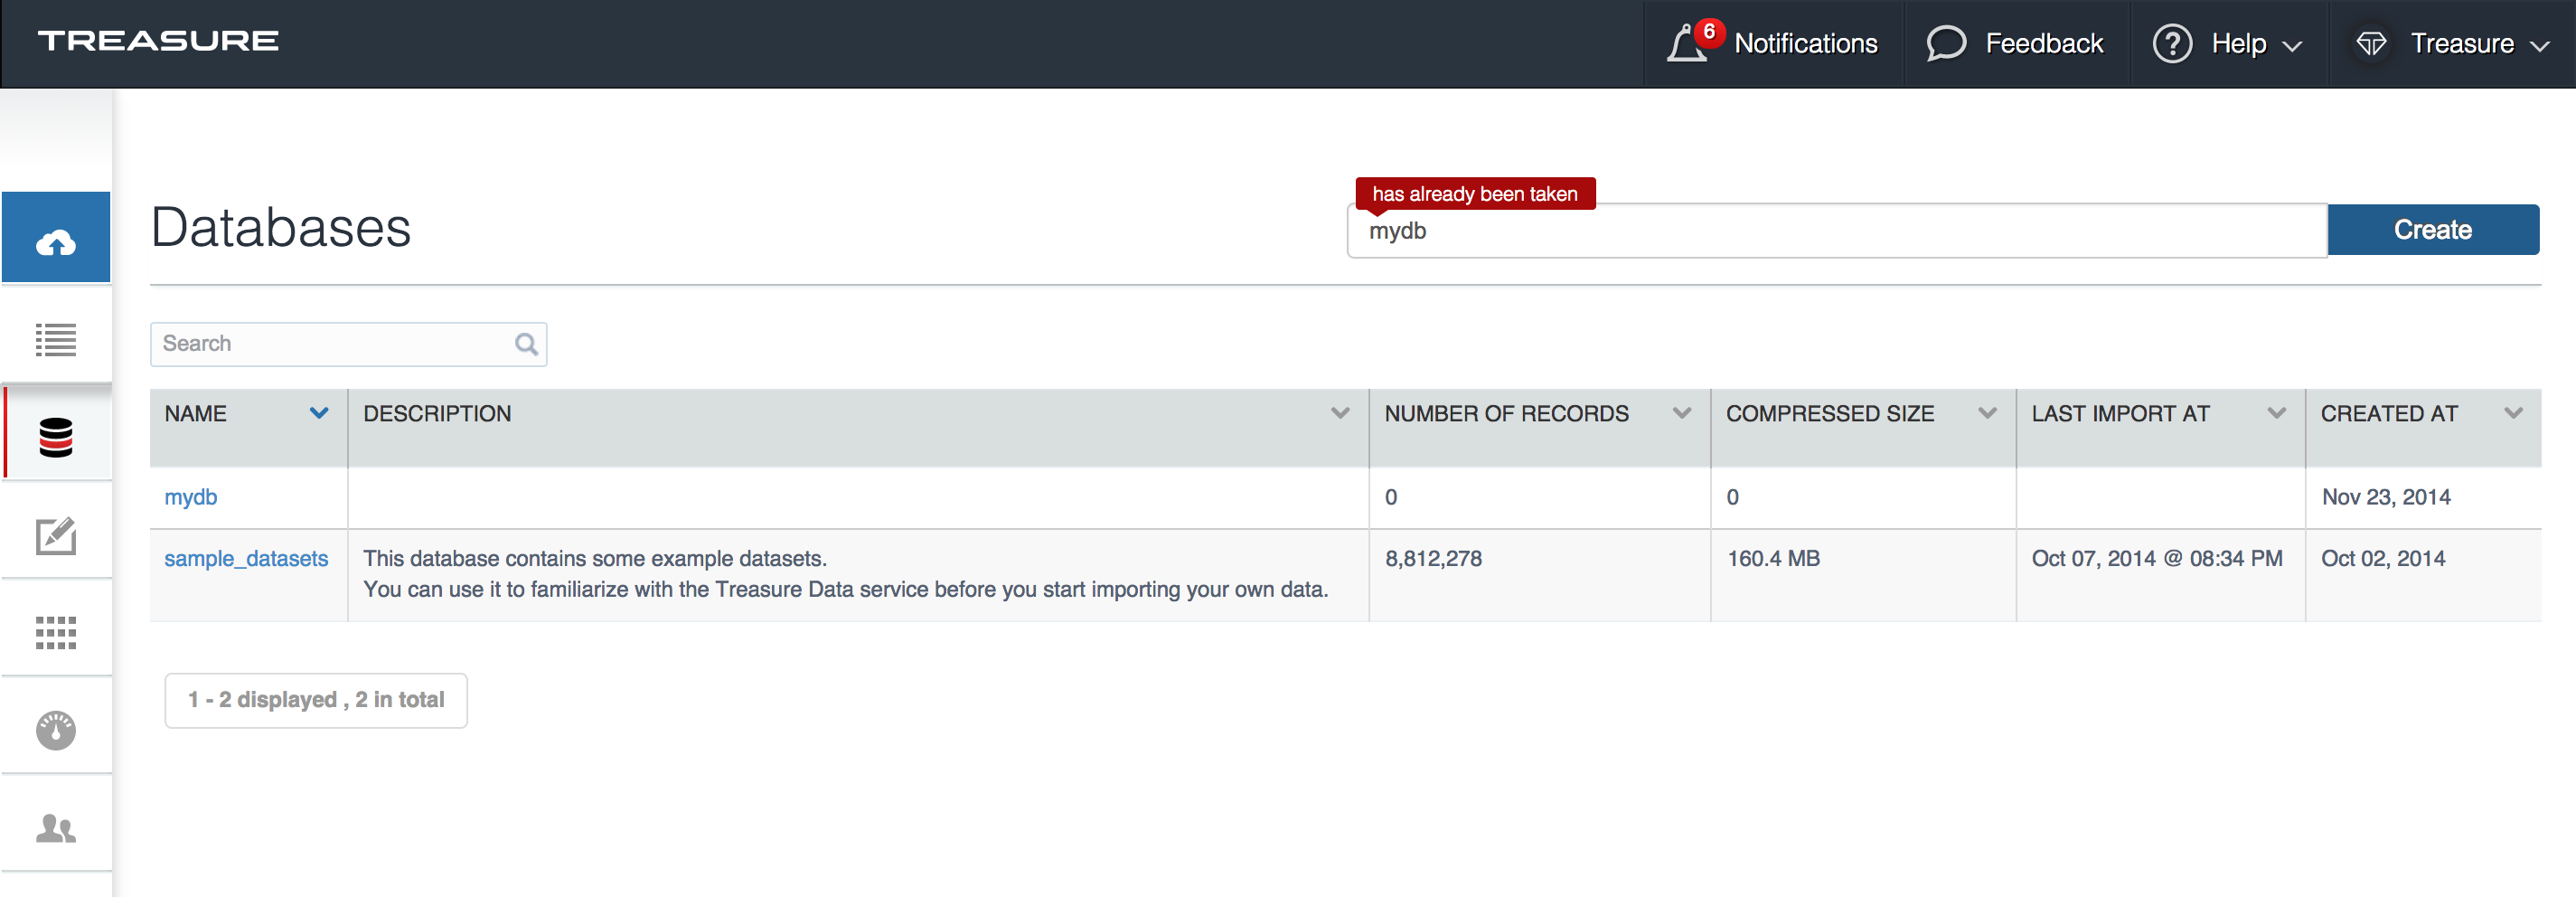 TREASURE
6
Notifications
Feedback
? Help
Treasure
Databases
has already been taken
mydb
Create
Search
NAME
DESCRIPTION
NUMBER OF RECORDS
COMPRESSED SIZE
LAST IMPORT AT
CREATED AT
mydb
0
0
Nov 23, 2014
sample_datasets
This database contains some example datasets.
You can use it to familiarize with the Treasure Data service before you start importing your own data.
8,812,278
160.4 MB
Oct 07, 2014 @ 08:34 PM
Oct 02, 2014
1 - 2 displayed , 2 in total